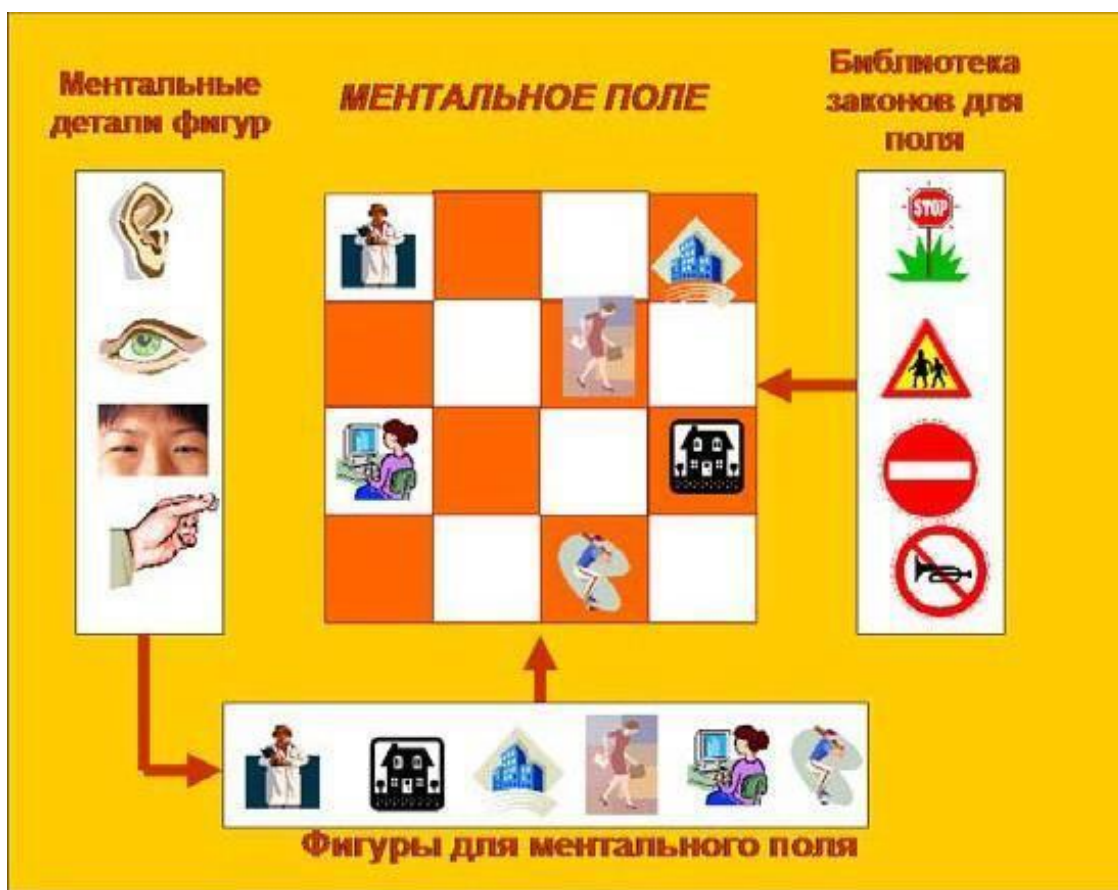 Ментальные
детали фигур
МЕНТАЛЬНОЕ ПОЛЕ
Библиотека
законов для
поля
STOP
Фигуры для ментального поля